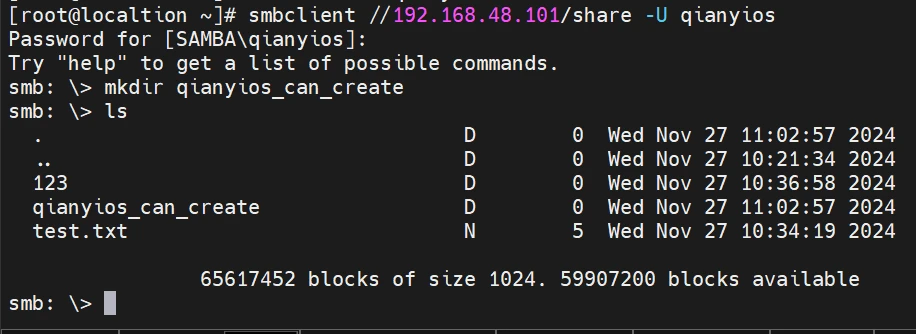 [root@localtion ~]# smbclient //192.168.48.101/share -U qianyios
Password for [SAMBA\qianyios]:
Try "help" to get a list of possible commands.
smb: \> mkdir qianyios_can_create
smb: \> ls
  .                                   D        0  Wed Nov 27 11:02:57 2024
  ..                                  D        0  Wed Nov 27 10:21:34 2024
  123                                 D        0  Wed Nov 27 10:36:58 2024
  qianyios_can_create                 D        0  Wed Nov 27 11:02:57 2024
  test.txt                            N        5  Wed Nov 27 10:34:19 2024
                65617452 blocks of size 1024. 59907200 blocks available
smb: \>